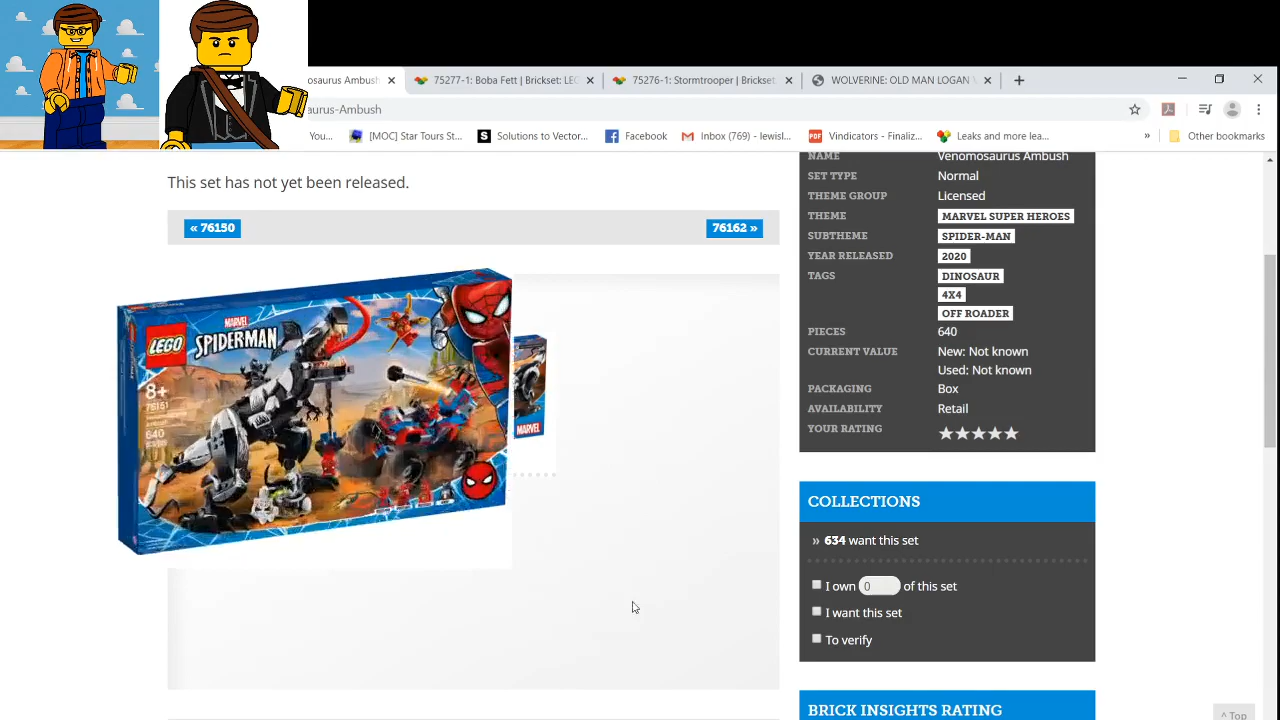 osaurus Ambush
75277-1: Boba Fett | Brickset: LEG
75276-1: Stormtrooper | Brickset:
WOLVERINE: OLD MAN LOGAN V
aurus-Ambush
You...
[MOC] Star Tours St...
Solutions to Vector...
Facebook
Inbox (769) - lewisl...
Vindicators - Finaliz...
Leaks and more lea...
»
Other bookmarks
This set has not yet been released.
« 76150
76162 »
MARVEL
LEGO SPIDERMAN
8+
76151
640
MARVEL
NAME Venomosaurus Ambush
SET TYPE Normal
THEME GROUP Licensed
THEME MARVEL SUPER HEROES
SUBTHEME SPIDER-MAN
YEAR RELEASED 2020
TAGS DINOSAUR
4X4
OFF ROADER
PIECES 640
CURRENT VALUE New: Not known
Used: Not known
PACKAGING Box
AVAILABILITY Retail
YOUR RATING
COLLECTIONS
» 634 want this set
I own 0 of this set
I want this set
To verify
BRICK INSIGHTS RATING
^ Top